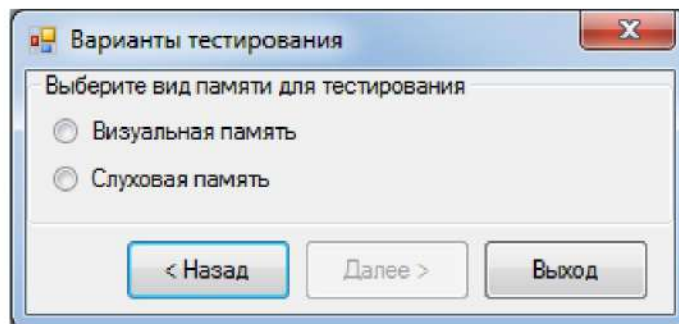 Варианты тестирования
Выберите вид памяти для тестирования
Визуальная память
Слуховая память
< Назад Далее > Выход